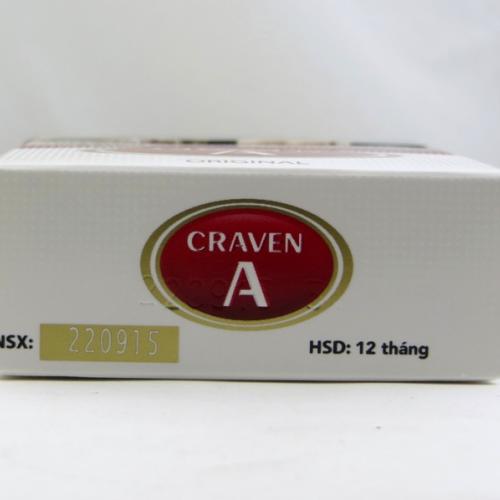 ORIGINAL
CRAVEN
A
NSX: 220915
HSD: 12 tháng